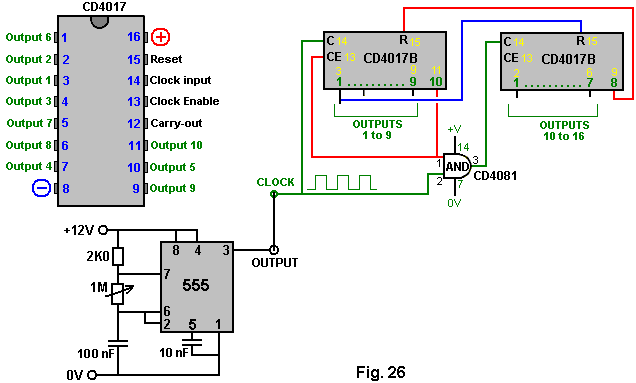 CD4017
Output 6 1 16 +
Output 2 2 15 Reset
Output 1 3 14 Clock input
Output 3 4 13 Clock Enable
Output 7 5 12 Carry-out
Output 8 6 11 Output 10
Output 4 7 10 Output 5
− 8 9 Output 9
C 14 R 15
CE 13 CD4017B
3 9 11
1 9 10
OUTPUTS
1 to 9
C 14 R 15
CE 13 CD4017B
2 6 9
1 7 8
OUTPUTS
10 to 16
+V
14
1 AND 3
2 CD4081
7
0V
CLOCK
OUTPUT
+12V
8 4 3
2K0
7
555
1M
6
2
5 1
100 nF
10 nF
0V
Fig. 26